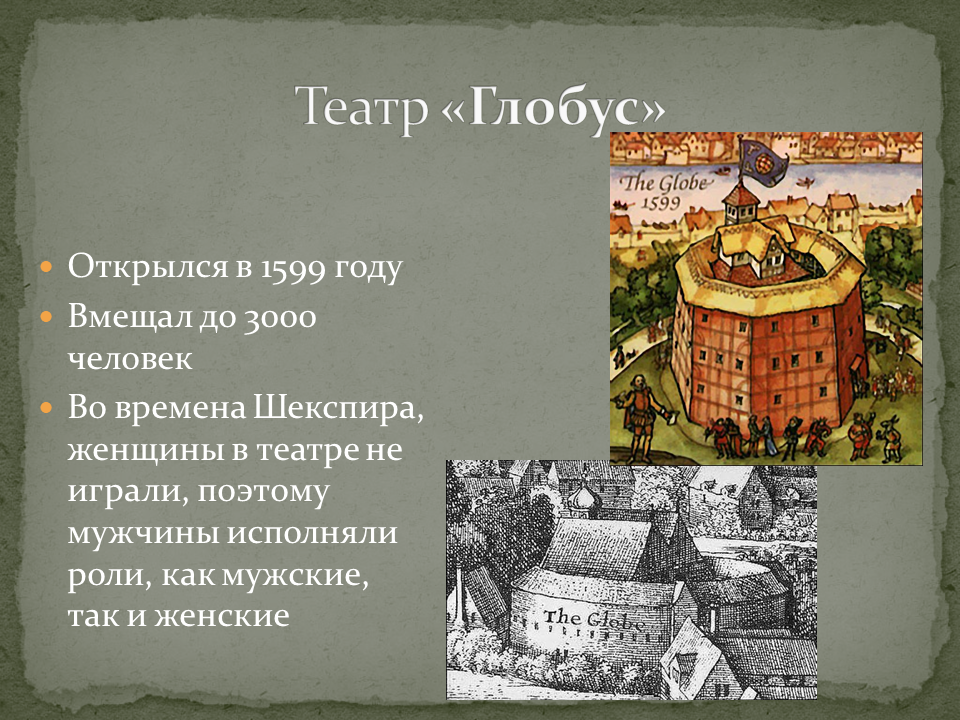 Театр «Глобус»
The Globe
1599
• Открылся в 1599 году
• Вмещал до 3000
человек
• Во времена Шекспира,
женщины в театре не
играли, поэтому
мужчины исполняли
роли, как мужские,
так и женские
The Globe